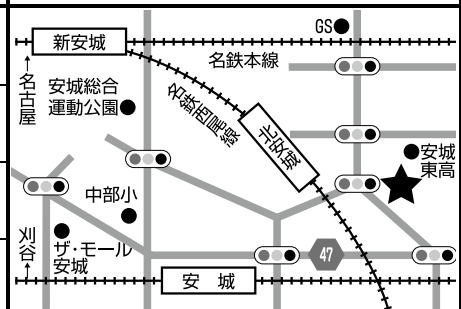 GS
新安城
名鉄本線
↑
名古屋
安城総合
運動公園
名鉄西尾線
北安城
安城
東高
中部小
刈谷
↑
ザ・モール
安城
47
安 城